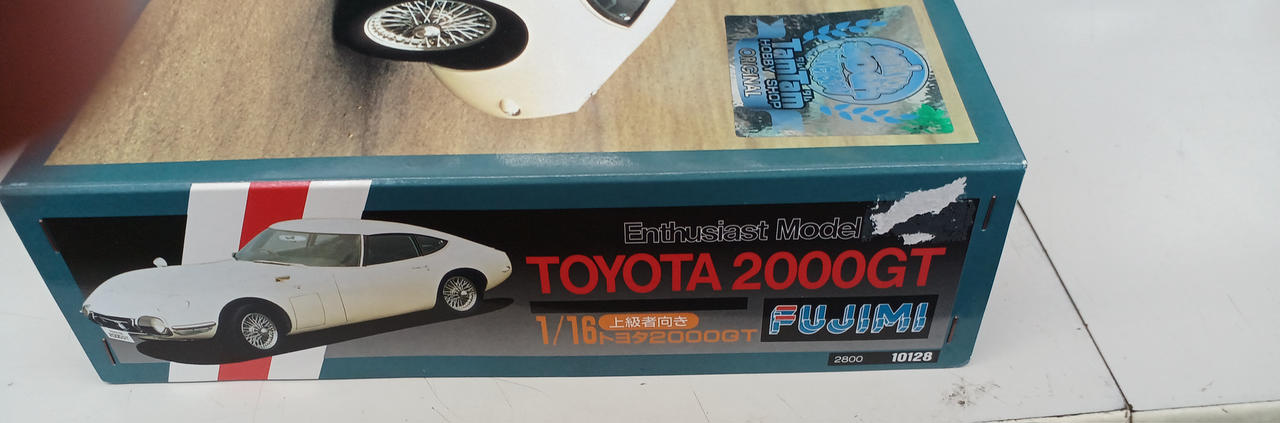 TamTam
HOBBY SHOP
ORIGINAL
Enthusiast Model
TOYOTA 2000GT
1/16 上級者向き
トヨタ2000GT
FUJIMI
2800 10128